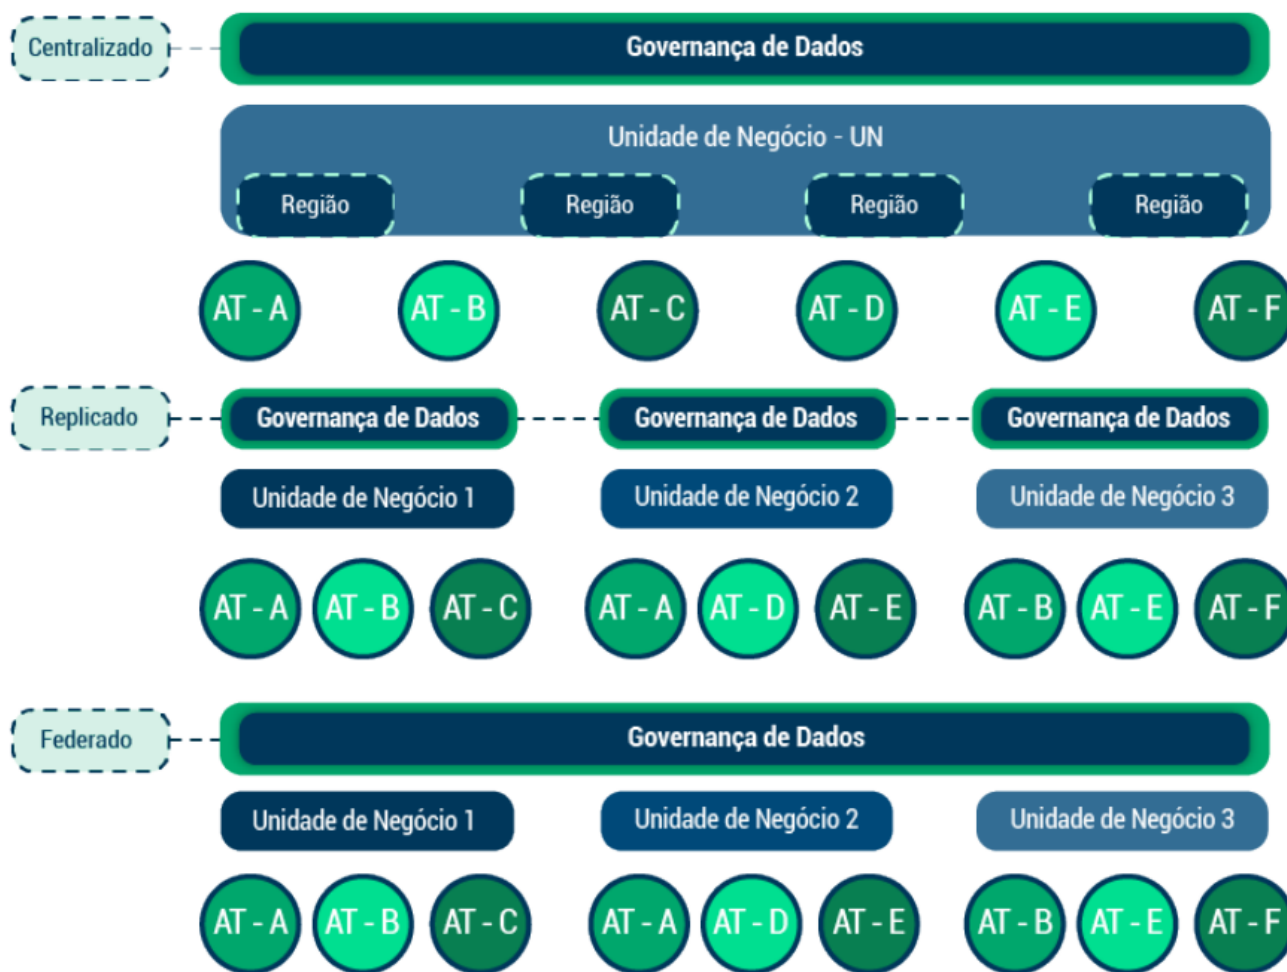 Centralizado
Governança de Dados
Unidade de Negócio - UN
Região
Região
Região
Região
AT - A
AT - B
AT - C
AT - D
AT - E
AT - F
Replicado
Governança de Dados
Governança de Dados
Governança de Dados
Unidade de Negócio 1
Unidade de Negócio 2
Unidade de Negócio 3
AT - A
AT - B
AT - C
AT - A
AT - D
AT - E
AT - B
AT - E
AT - F
Federado
Governança de Dados
Unidade de Negócio 1
Unidade de Negócio 2
Unidade de Negócio 3
AT - A
AT - B
AT - C
AT - A
AT - D
AT - E
AT - B
AT - E
AT - F